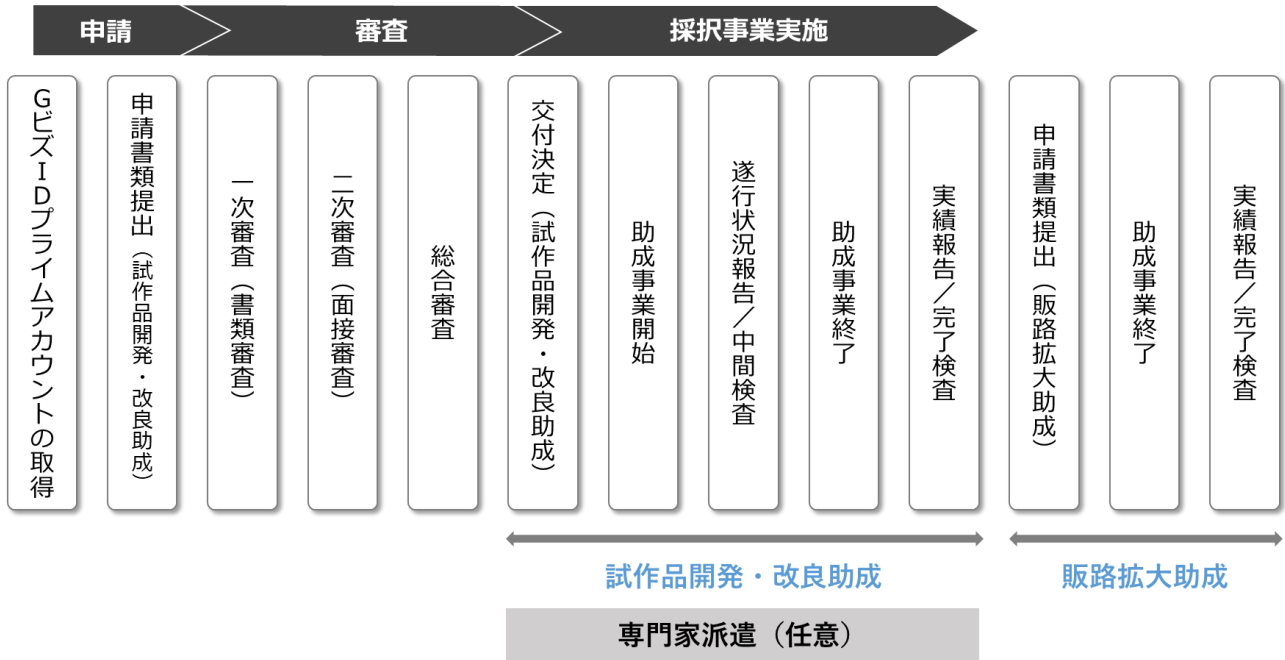 申請
審査
採択事業実施
GビズIDプライムアカウントの取得
申請書類提出（試作品開発・改良助成）
一次審査（書類審査）
二次審査（面接審査）
総合審査
交付決定（試作品開発・改良助成）
助成事業開始
遂行状況報告／中間検査
助成事業終了
実績報告／完了検査
申請書類提出（販路拡大助成）
助成事業終了
実績報告／完了検査
試作品開発・改良助成
販路拡大助成
専門家派遣（任意）